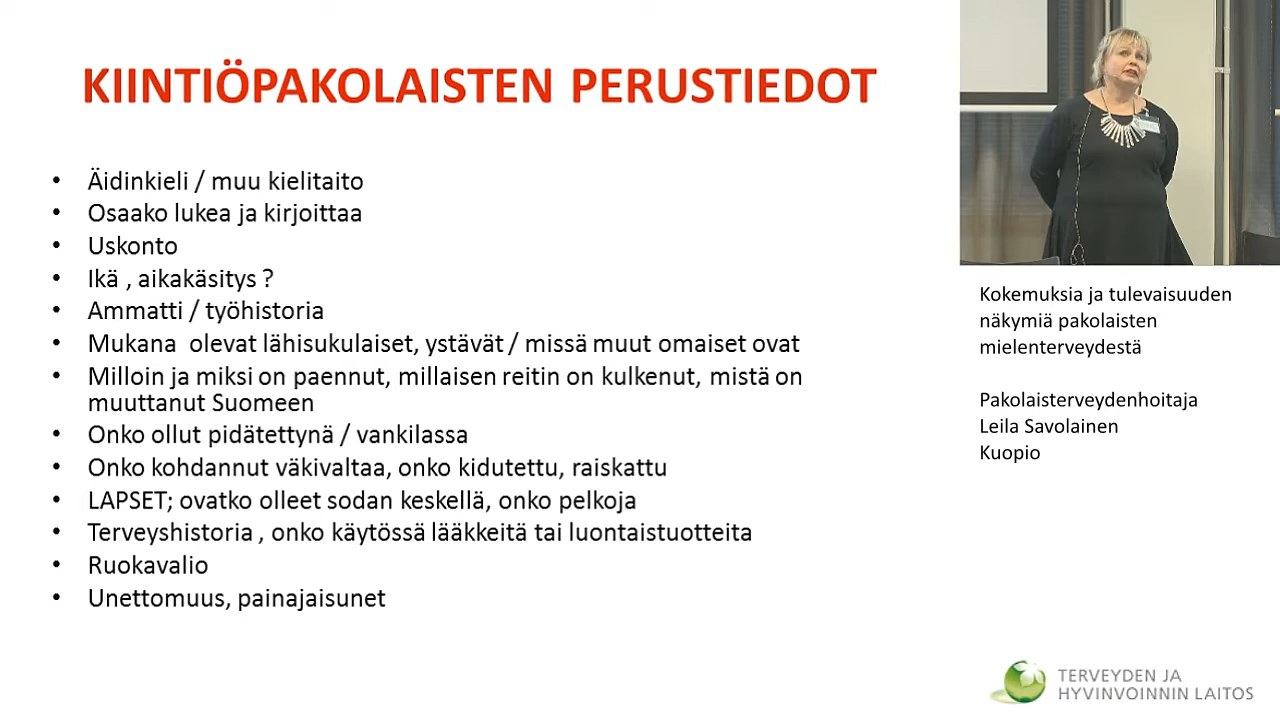 KIINTIÖPAKOLAISTEN PERUSTIEDOT
• Äidinkieli / muu kielitaito
• Osaako lukea ja kirjoittaa
• Uskonto
• Ikä , aikakäsitys ?
• Ammatti / työhistoria
• Mukana olevat lähisukulaiset, ystävät / missä muut omaiset ovat
• Milloin ja miksi on paennut, millaisen reitin on kulkenut, mistä on
muuttanut Suomeen
• Onko ollut pidätettynä / vankilassa
• Onko kohdannut väkivaltaa, onko kidutettu, raiskattu
• LAPSET; ovatko olleet sodan keskellä, onko pelkoja
• Terveyshistoria , onko käytössä lääkkeitä tai luontaistuotteita
• Ruokavalio
• Unettomuus, painajaisunet
Kokemuksia ja tulevaisuuden
näkymiä pakolaisten
mielenterveydestä
Pakolaisterveydenhoitaja
Leila Savolainen
Kuopio
TERVEYDEN JA
HYVINVOINNIN LAITOS